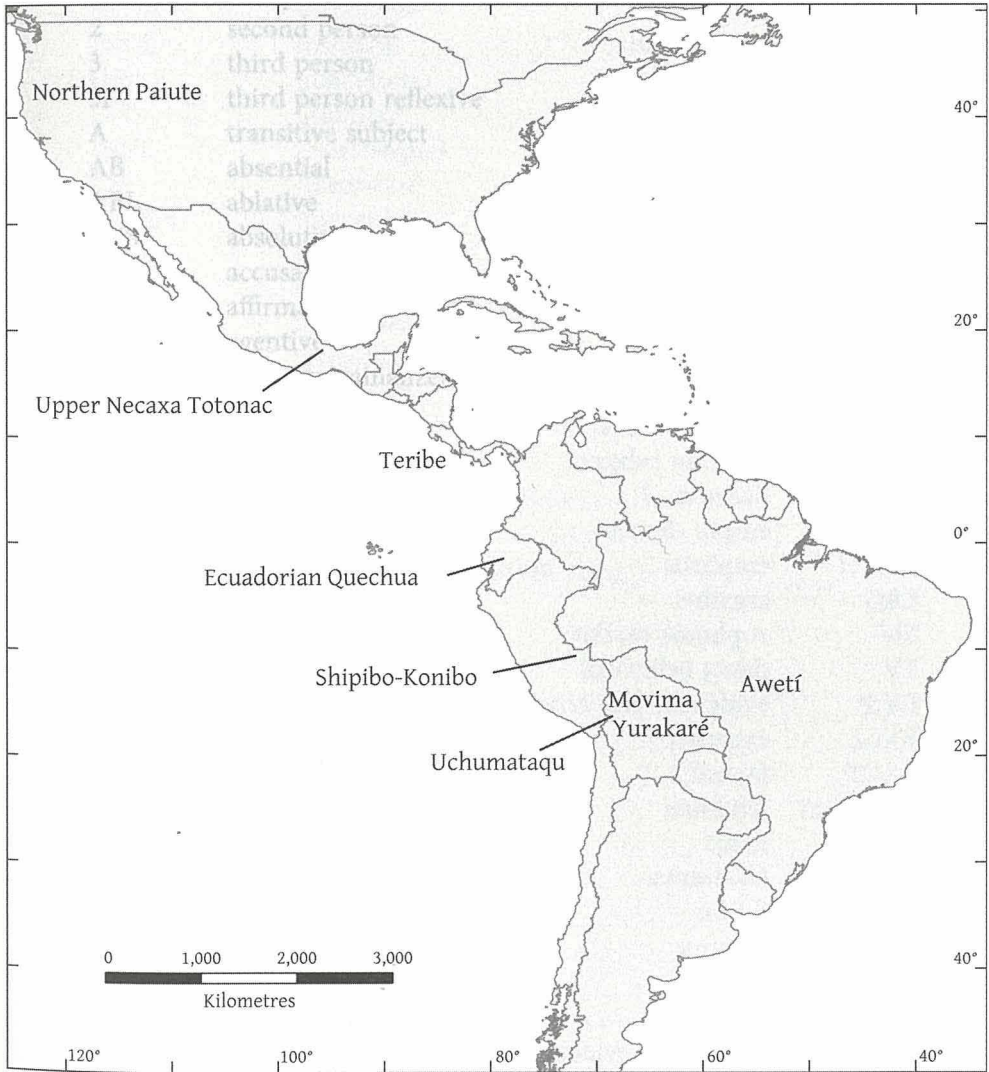 2 second person
3 third person
third person reflexive
Northern Paiute
A transitive subject
AB absential
ablative
40°
20°
Upper Necaxa Totonac
Teribe
0°
Ecuadorian Quechua
Shipibo-Konibo
Awetí
Movima
Yurakaré
Uchumataqu
20°
40°
0 1,000 2,000 3,000
Kilometres
120° 100° 80° 60° 40°